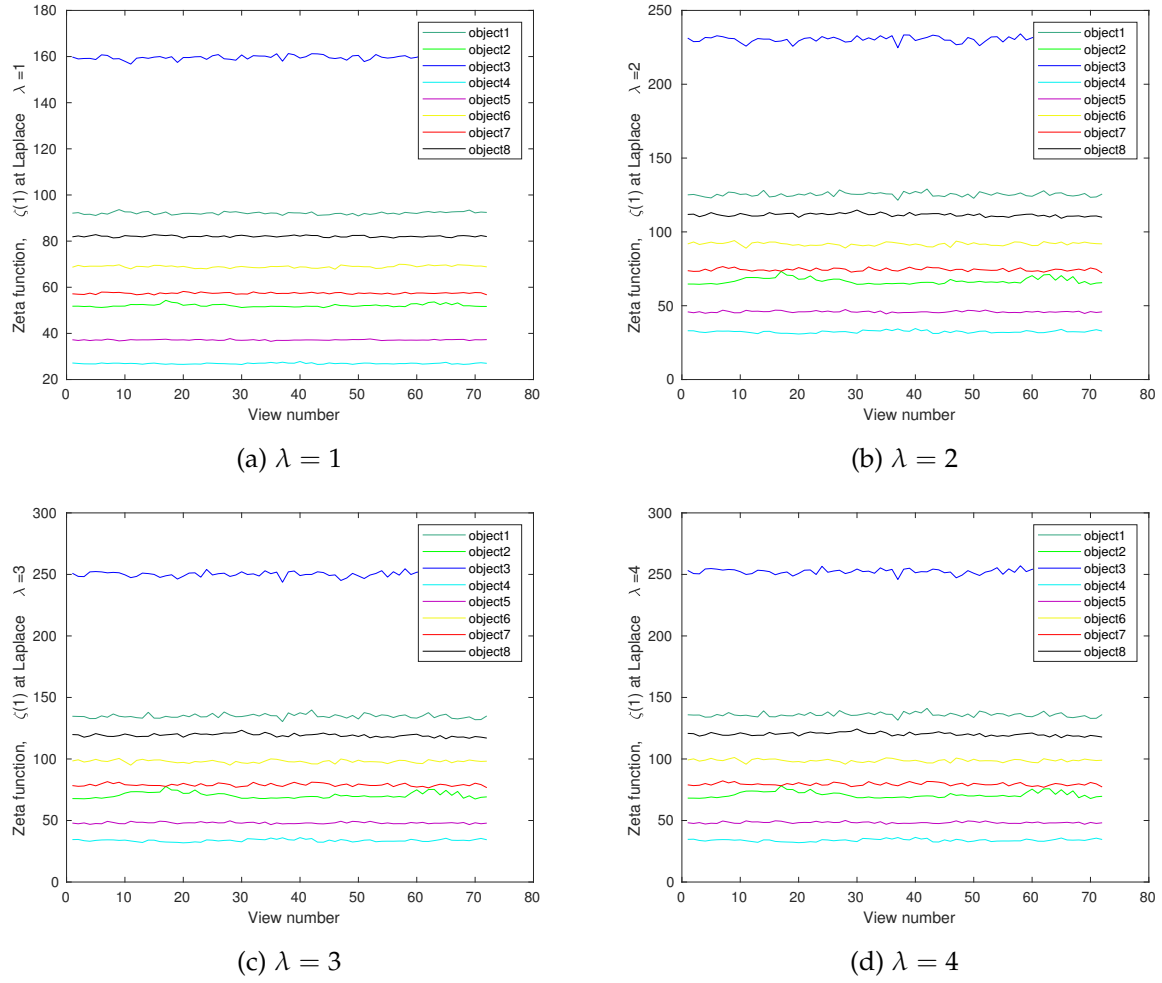 180
160
140
120
100
80
60
40
20
0 10 20 30 40 50 60 70 80
View number
Zeta function, ζ(1) at Laplace λ =1
object1
object2
object3
object4
object5
object6
object7
object8
(a) λ = 1
250
200
150
100
50
0
0 10 20 30 40 50 60 70 80
View number
Zeta function, ζ(1) at Laplace λ =2
object1
object2
object3
object4
object5
object6
object7
object8
(b) λ = 2
300
250
200
150
100
50
0
0 10 20 30 40 50 60 70 80
View number
Zeta function, ζ(1) at Laplace λ =3
object1
object2
object3
object4
object5
object6
object7
object8
(c) λ = 3
300
250
200
150
100
50
0
0 10 20 30 40 50 60 70 80
View number
Zeta function, ζ(1) at Laplace λ =4
object1
object2
object3
object4
object5
object6
object7
object8
(d) λ = 4